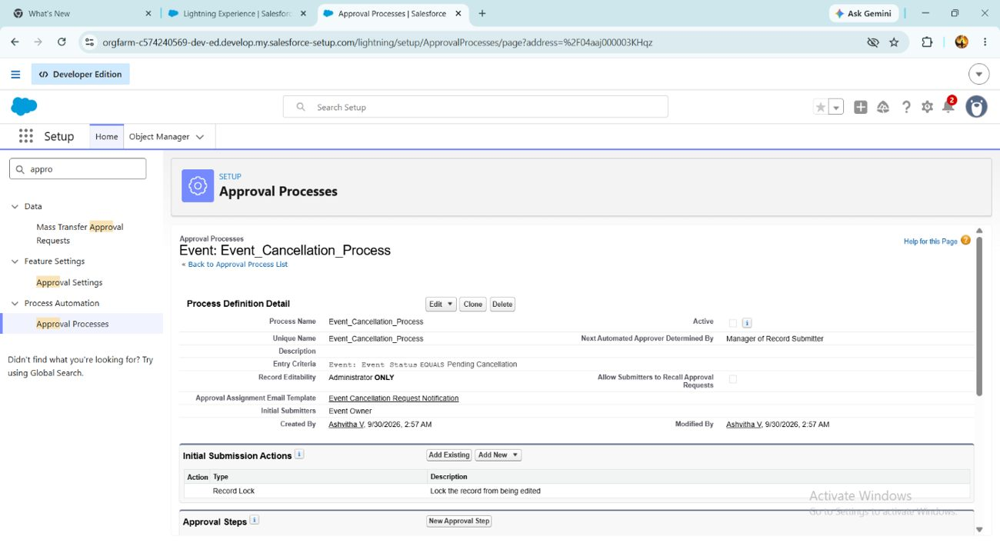 What's New
Lightning Experience | Salesforc
Approval Processes | Salesforce
Ask Gemini
orgfarm-c574240569-dev-ed.develop.my.salesforce-setup.com/lightning/setup/ApprovalProcesses/page?address=%2F04aaj000003KHqz
Developer Edition
Search Setup
2
Setup
Home
Object Manager
appro
Data
Mass Transfer Approval
Requests
Feature Settings
Approval Settings
Process Automation
Approval Processes
Didn't find what you're looking for? Try
using Global Search.
SETUP
Approval Processes
Approval Processes
Event: Event_Cancellation_Process
« Back to Approval Process List
Help for this Page
Process Definition Detail
Edit
Clone
Delete
Process Name Event_Cancellation_Process Active
Unique Name Event_Cancellation_Process Next Automated Approver Determined By Manager of Record Submitter
Description
Entry Criteria Event: Event Status EQUALS Pending Cancellation
Record Editability Administrator ONLY Allow Submitters to Recall Approval
Requests
Approval Assignment Email Template Event Cancellation Request Notification
Initial Submitters Event Owner
Created By Ashvitha V, 9/30/2026, 2:57 AM Modified By Ashvitha V, 9/30/2026, 2:57 AM
Initial Submission Actions
Add Existing
Add New
Action Type Description
Record Lock Lock the record from being edited
Approval Steps
New Approval Step
Activate Windows
Go to Settings to activate Windows.